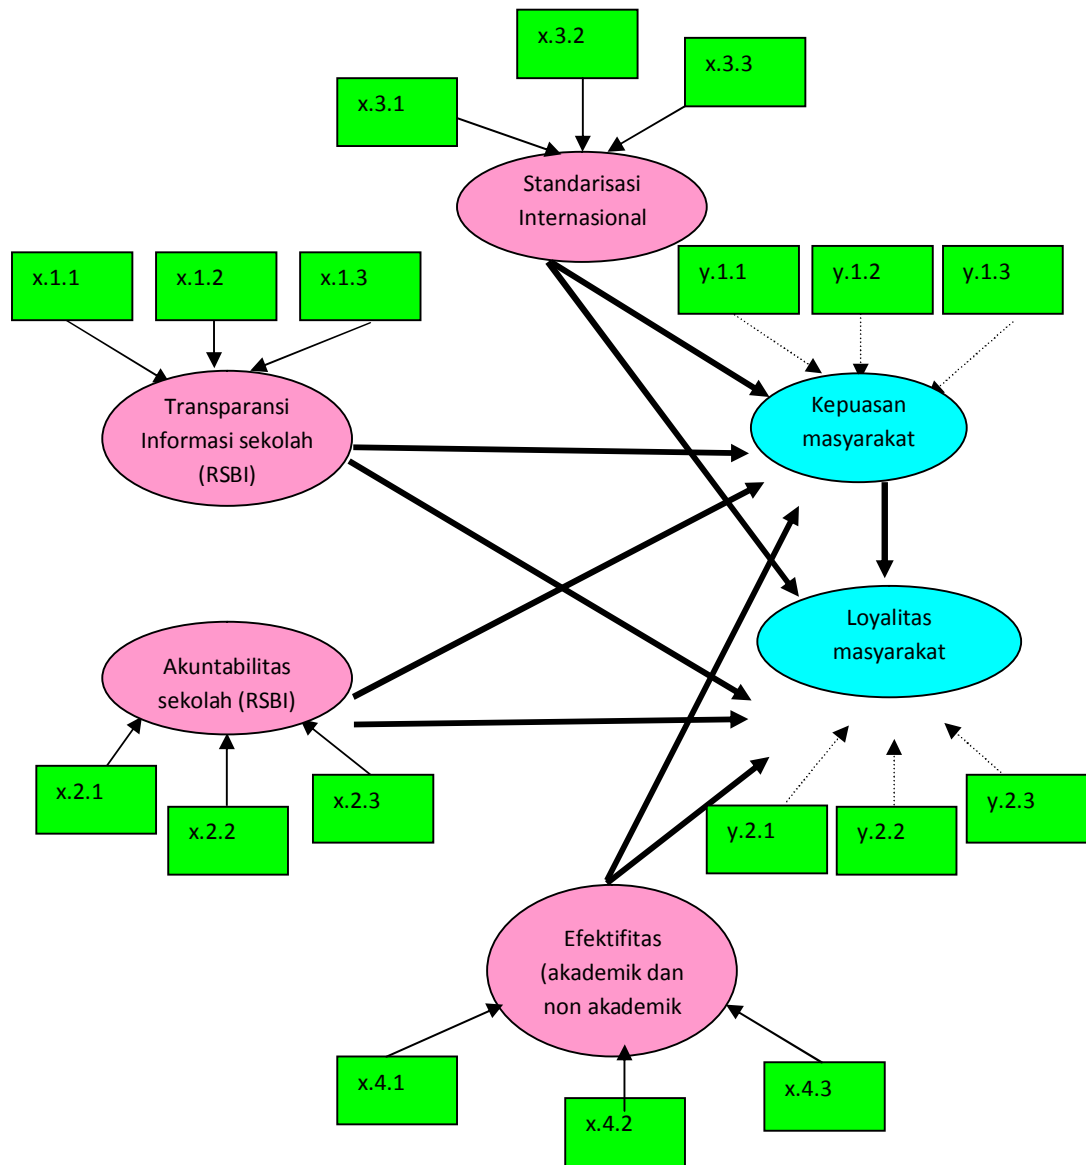 x.3.2
x.3.3
x.3.1
Standarisasi
Internasional
x.1.1
x.1.2
x.1.3
y.1.1
y.1.2
y.1.3
Transparansi
Informasi sekolah
(RSBI)
Kepuasan
masyarakat
Loyalitas
masyarakat
Akuntabilitas
sekolah (RSBI)
x.2.1
x.2.2
x.2.3
y.2.1
y.2.2
y.2.3
Efektifitas
(akademik dan
non akademik
x.4.1
x.4.2
x.4.3